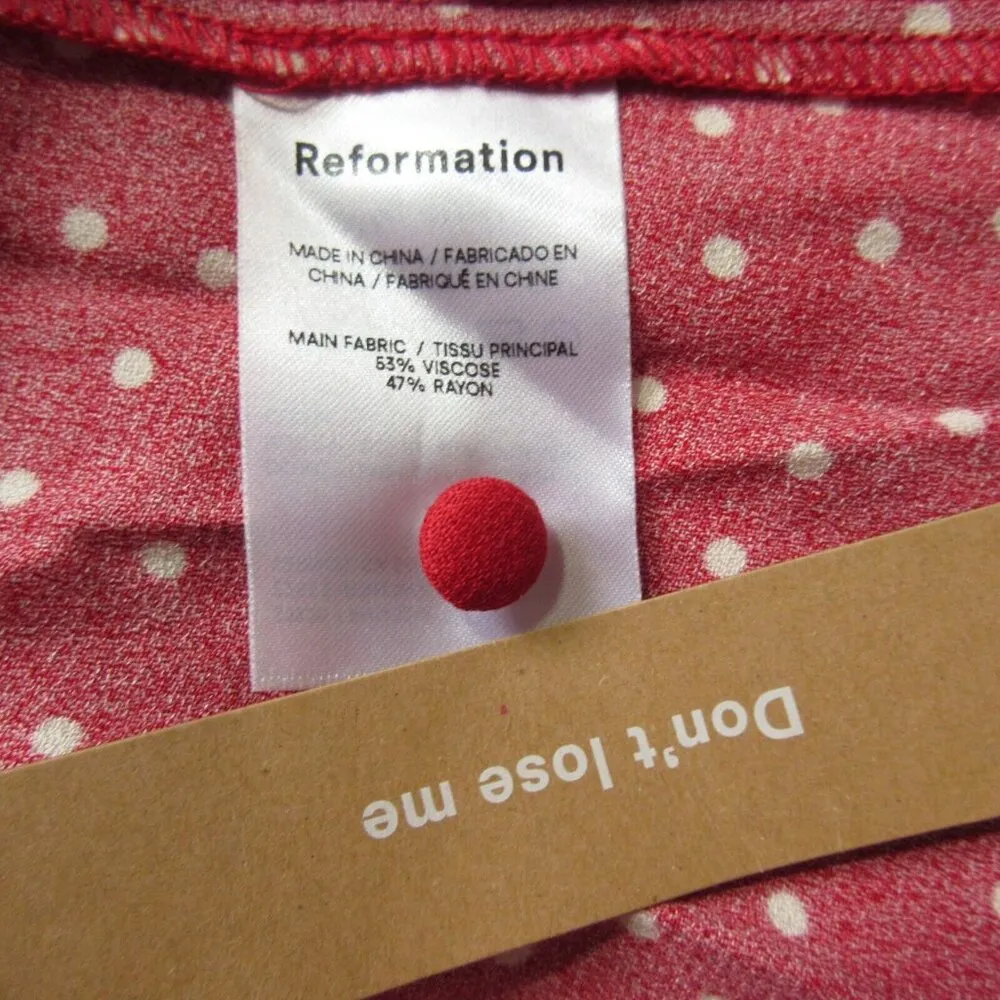 Reformation
MADE IN CHINA / FABRICADO EN
CHINA / FABRIQUÉ EN CHINE
MAIN FABRIC / TISSU PRINCIPAL
53% VISCOSE
47% RAYON
Don't lose me